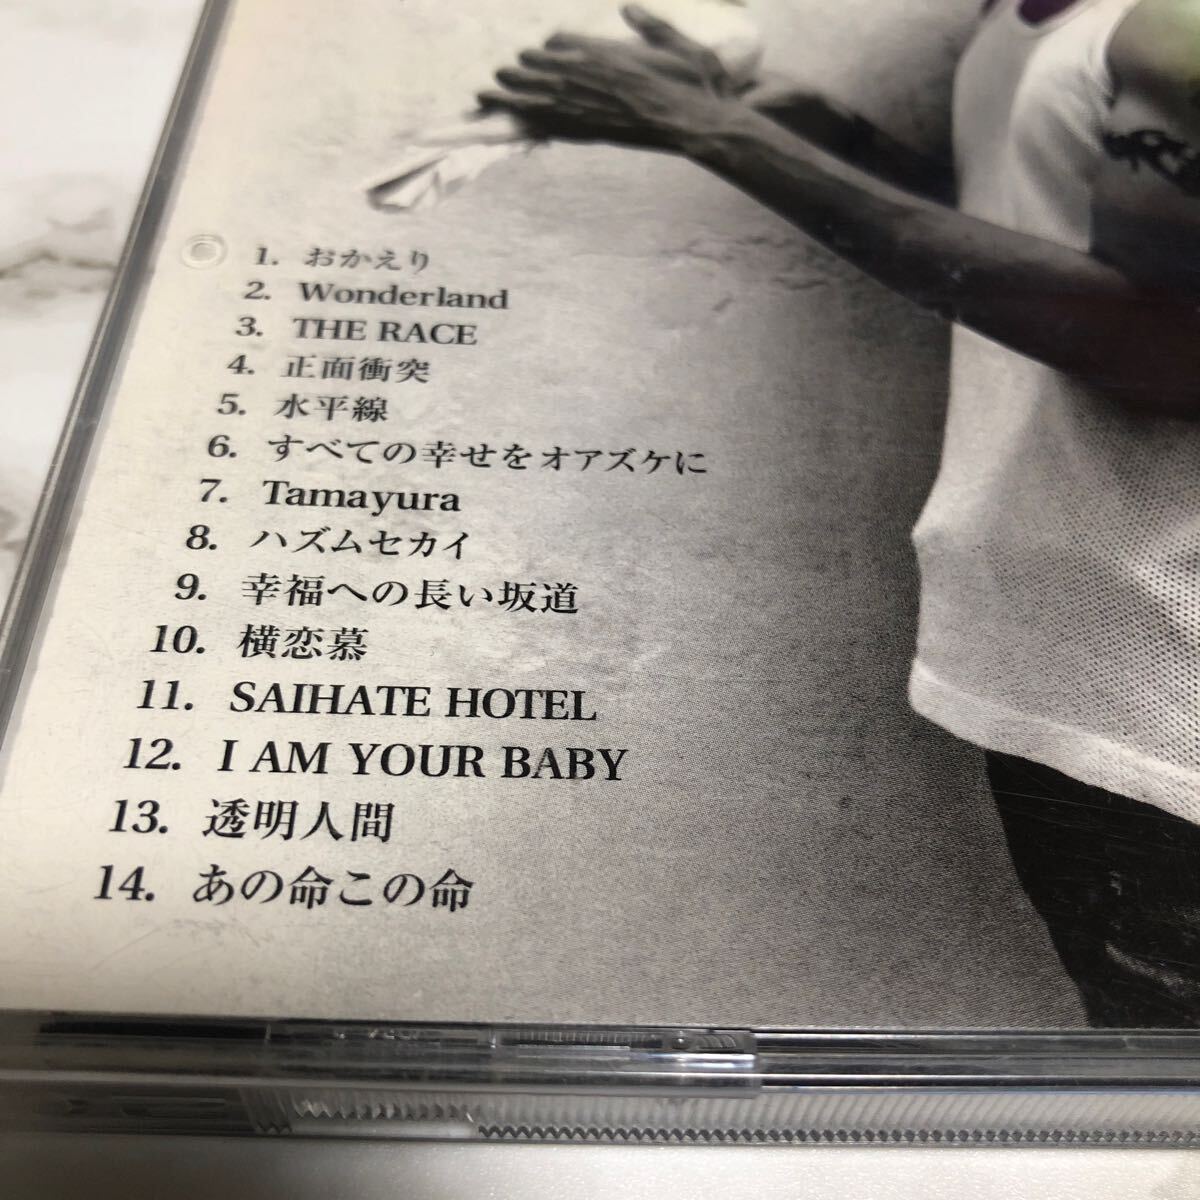 1. おかえり
2. Wonderland
3. THE RACE
4. 正面衝突
5. 水平線
6. すべての幸せをオアズケに
7. Tamayura
8. ハズムセカイ
9. 幸福への長い坂道
10. 横恋慕
11. SAIHATE HOTEL
12. I AM YOUR BABY
13. 透明人間
14. あの命この命